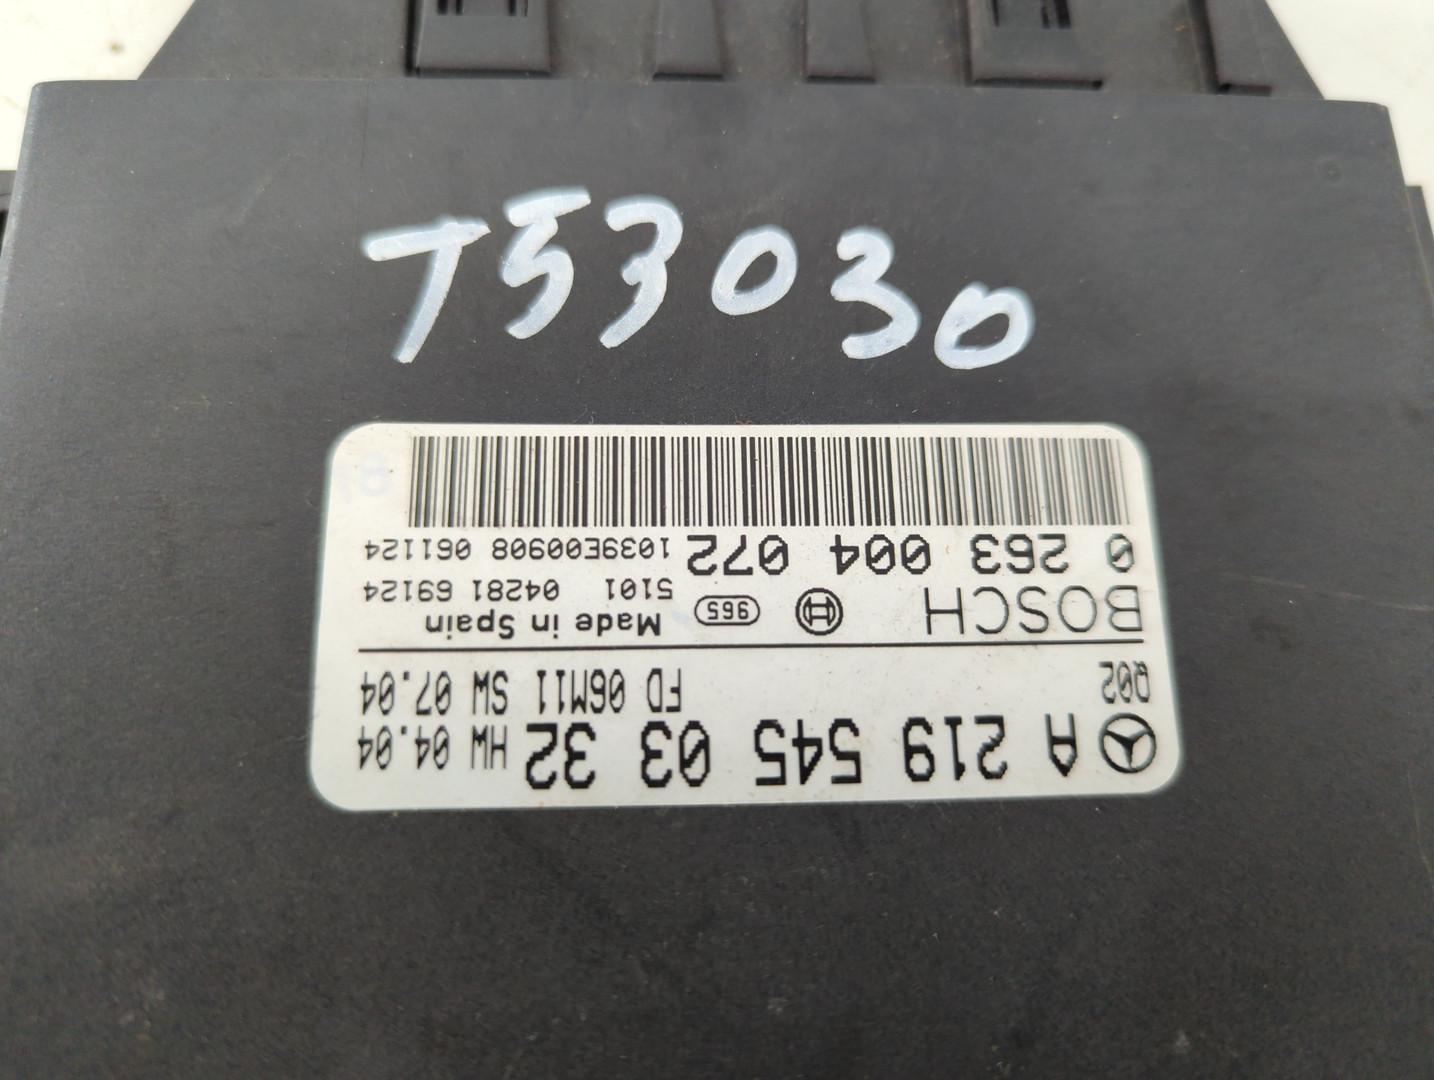 T53030
A 219 545 03 32 HW 04.04
Q02 FD 06M11 SW 07.04
BOSCH 965 Made in Spain
5101 04281 69124
0 263 004 072 1039E00908 061124